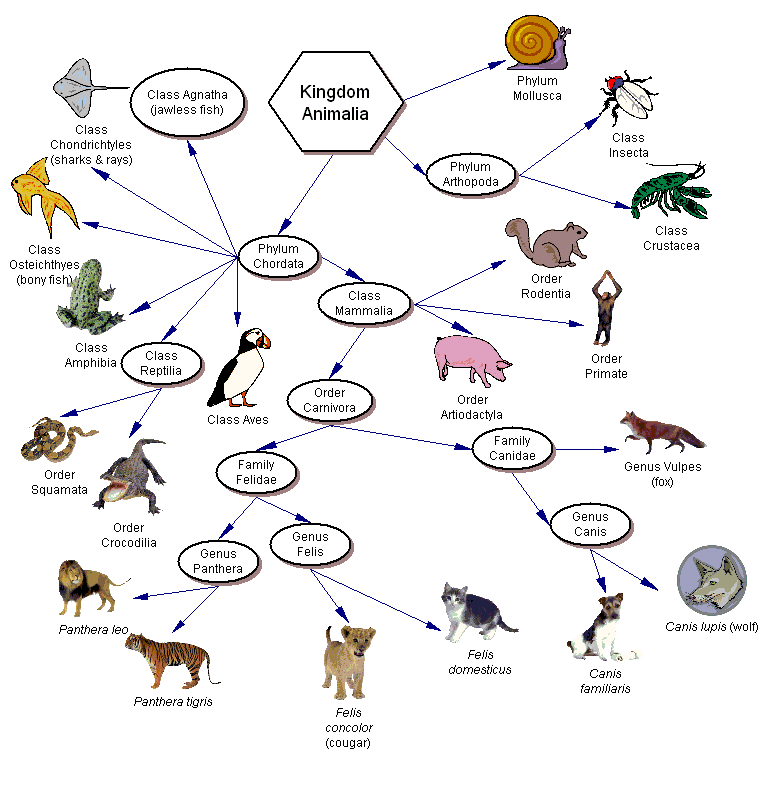 Kingdom
Animalia
Phylum
Mollusca
Class Agnatha
(jawless fish)
Class
Chondrichtyles
(sharks & rays)
Class
Insecta
Phylum
Arthopoda
Class
Crustacea
Class
Osteichthyes
(bony fish)
Phylum
Chordata
Order
Rodentia
Class
Mammalia
Class
Amphibia
Class
Reptilia
Order
Primate
Class Aves
Order
Carnivora
Order
Artiodactyla
Order
Squamata
Order
Crocodilia
Family
Felidae
Family
Canidae
Genus Vulpes
(fox)
Genus
Panthera
Genus
Felis
Genus
Canis
Panthera leo
Panthera tigris
Felis
concolor
(cougar)
Felis
domesticus
Canis
familiaris
Canis lupis (wolf)